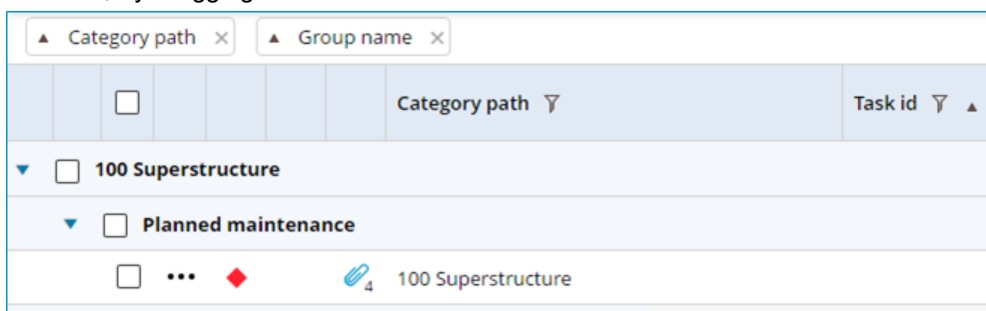 Category path
Group name
Category path
Task id
100 Superstructure
Planned maintenance
4
100 Superstructure